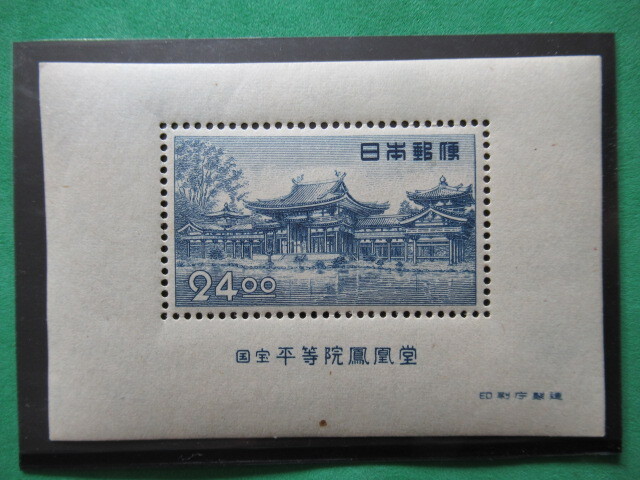 日本郵便
24.00
国宝 平等院鳳凰堂
印刷庁製造